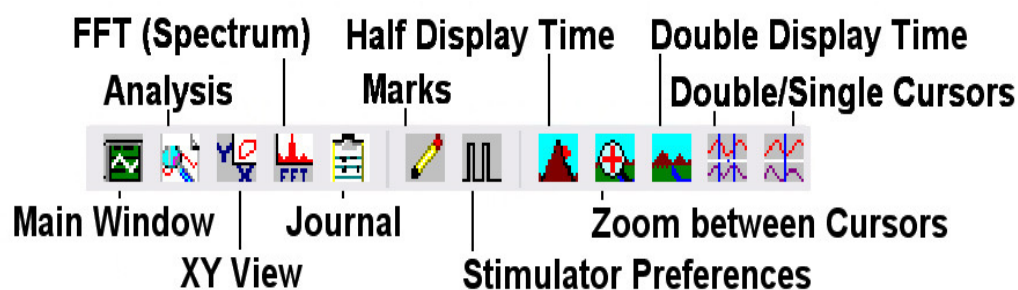 FFT (Spectrum) Half Display Time Double Display Time
Analysis Marks Double/Single Cursors
Y X FFT
Main Window Journal Zoom between Cursors
XY View Stimulator Preferences